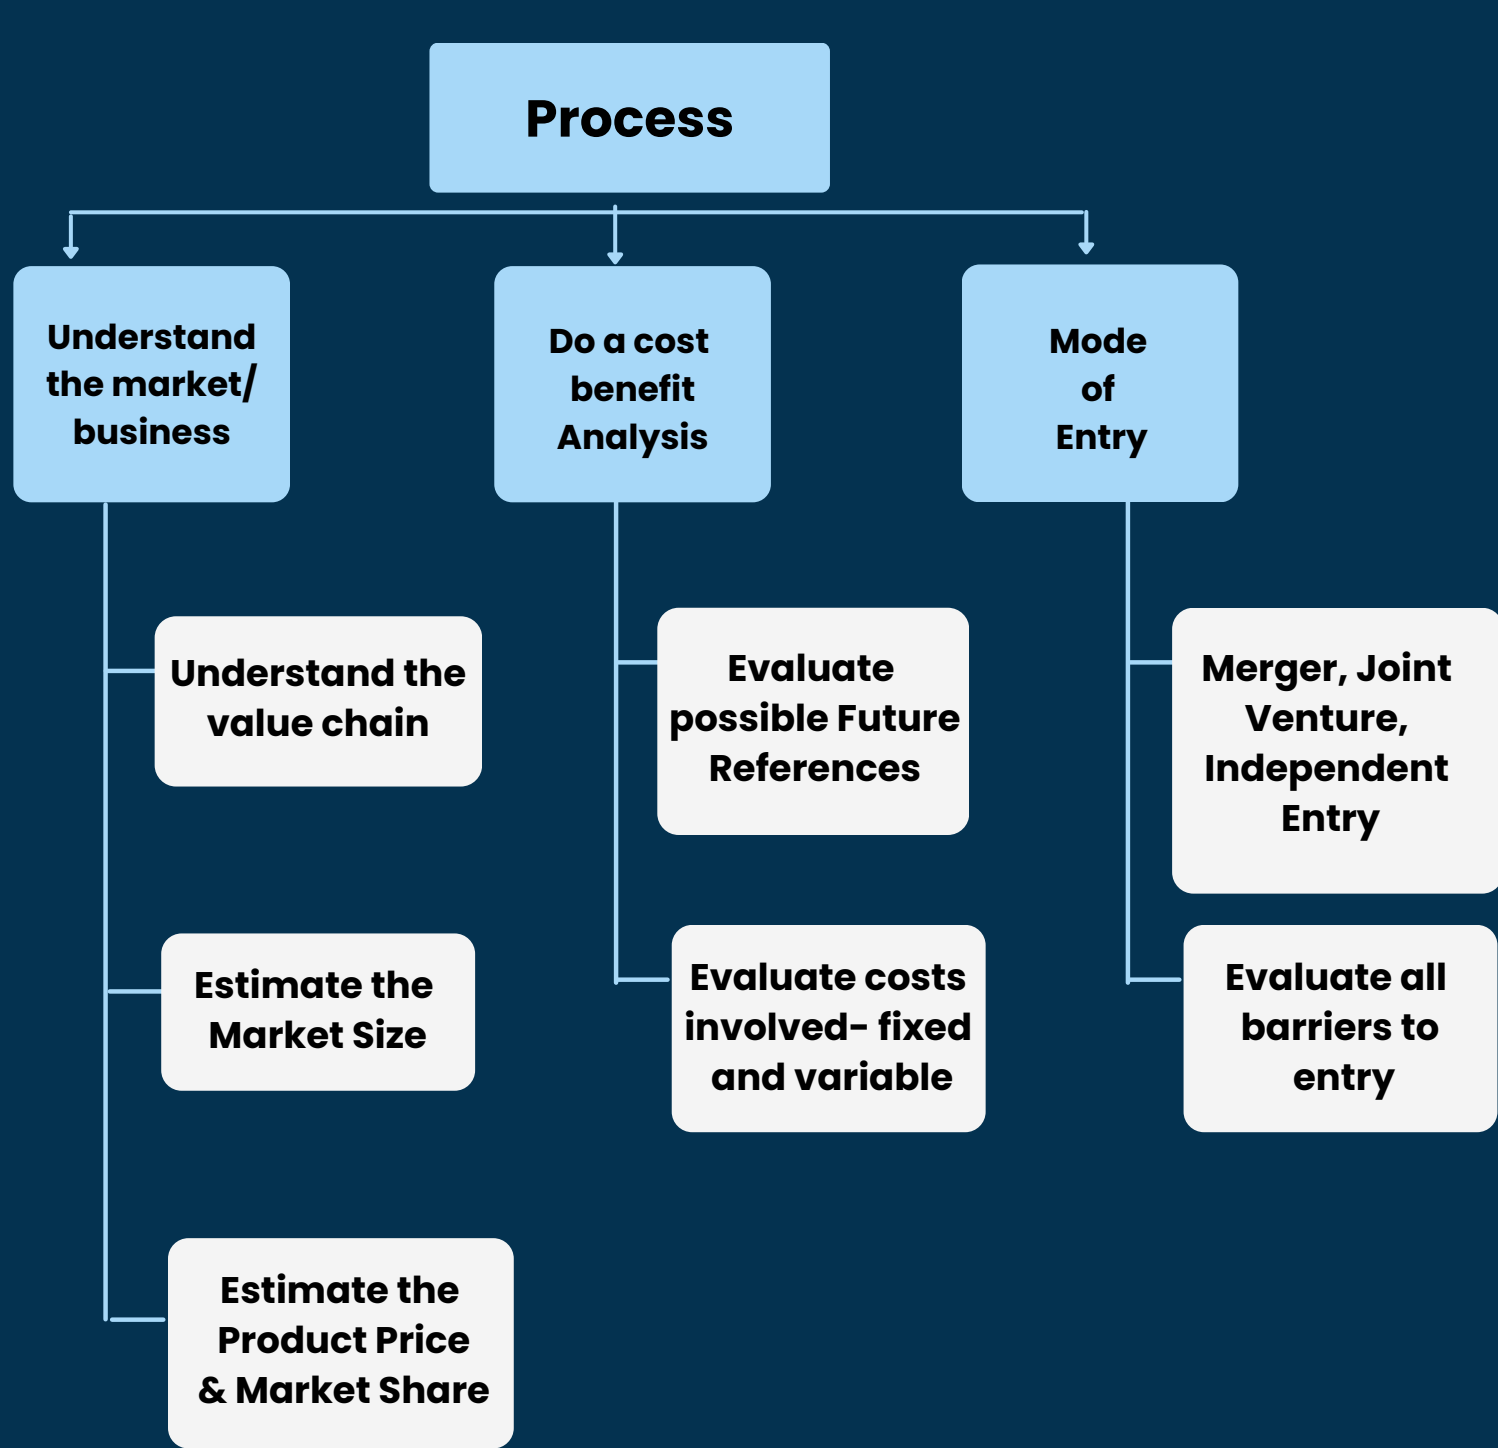 Process
Understand
the market/
business
Understand the
value chain
Estimate the
Market Size
Estimate the
Product Price
& Market Share
Do a cost
benefit
Analysis
Evaluate
possible Future
References
Evaluate costs
involved- fixed
and variable
Mode
of
Entry
Merger, Joint
Venture,
Independent
Entry
Evaluate all
barriers to
entry